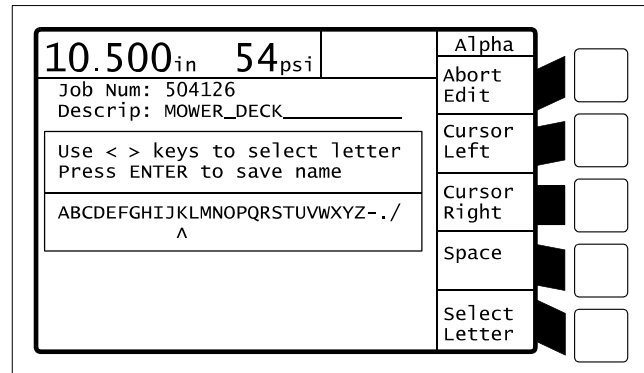 10.500in 54psi
Job Num: 504126
Descrip: MOWER_DECK____________
Use < > keys to select letter
Press ENTER to save name
ABCDEFGHIJKLMNOPQRSTUVWXYZ-./
^
Alpha
Abort
Edit
Cursor
Left
Cursor
Right
Space
Select
Letter